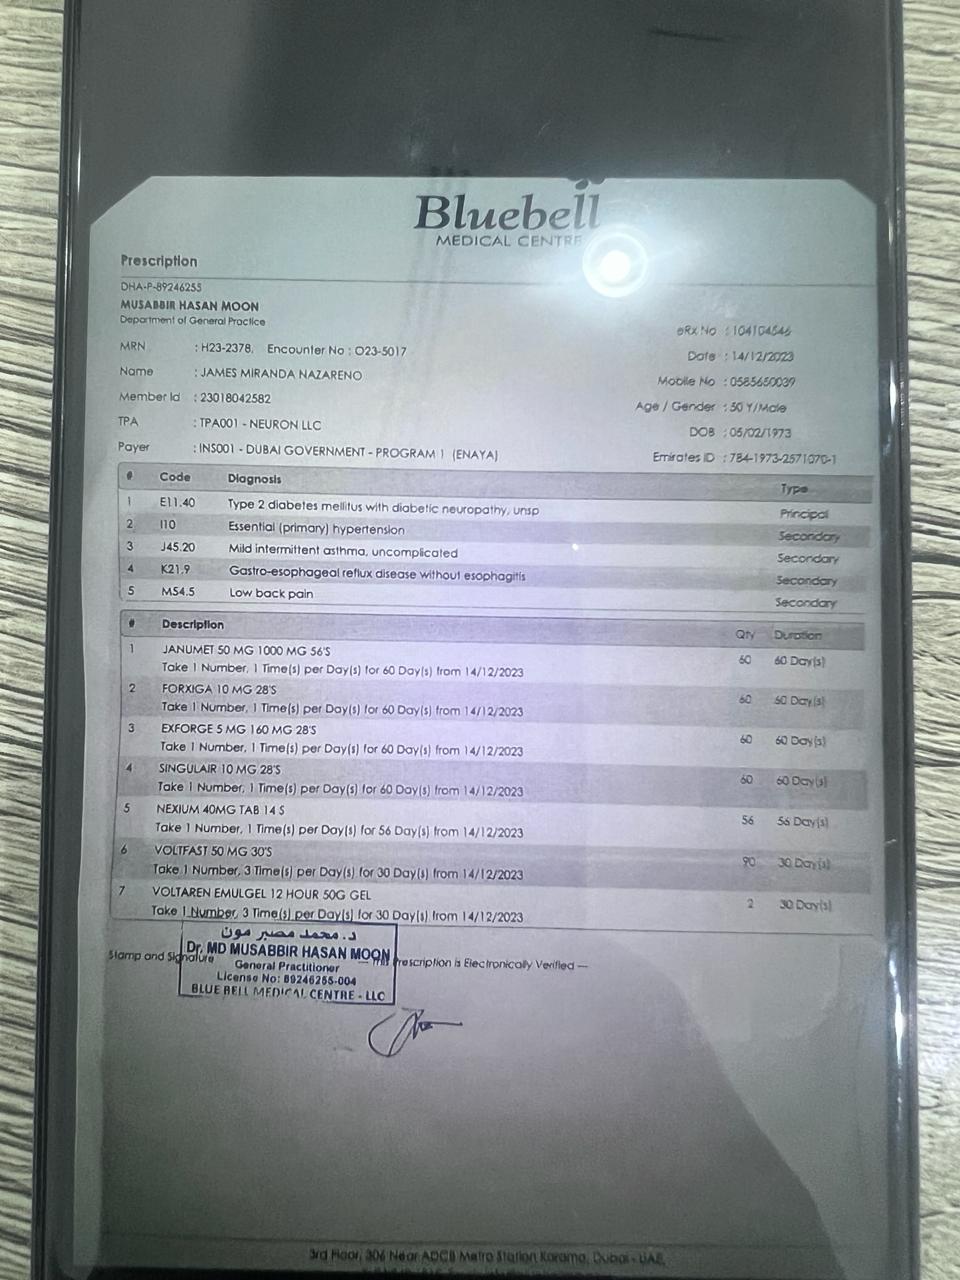 Bluebell
MEDICAL CENTRE
Prescription
DHA-P-89246255
MUSABBIR HASAN MOON
Department of General Practice
eRx No : 104104546
MRN : H23-2378, Encounter No : O23-5017
Date : 14/12/2023
Name : JAMES MIRANDA NAZARENO
Mobile No : 0585650039
Member Id : 23018042582
Age / Gender : 50 Y/Male
TPA : TPA001 - NEURON LLC
DOB : 05/02/1973
Payer : INS001 - DUBAI GOVERNMENT - PROGRAM 1 (ENAYA)
Emirates ID : 784-1973-2571070-1
# Code Diagnosis Type
1 E11.40 Type 2 diabetes mellitus with diabetic neuropathy, unsp Principal
2 I10 Essential (primary) hypertension Secondary
3 J45.20 Mild intermittent asthma, uncomplicated Secondary
4 K21.9 Gastro-esophageal reflux disease without esophagitis Secondary
5 M54.5 Low back pain Secondary
# Description Qty Duration
1 JANUMET 50 MG 1000 MG 56'S
Take 1 Number, 1 Time(s) per Day(s) for 60 Day(s) from 14/12/2023 60 60 Day(s)
2 FORXIGA 10 MG 28'S
Take 1 Number, 1 Time(s) per Day(s) for 60 Day(s) from 14/12/2023 60 60 Day(s)
3 EXFORGE 5 MG 160 MG 28'S
Take 1 Number, 1 Time(s) per Day(s) for 60 Day(s) from 14/12/2023 60 60 Day(s)
4 SINGULAIR 10 MG 28'S
Take 1 Number, 1 Time(s) per Day(s) for 60 Day(s) from 14/12/2023 60 60 Day(s)
5 NEXIUM 40MG TAB 14 S
Take 1 Number, 1 Time(s) per Day(s) for 56 Day(s) from 14/12/2023 56 56 Day(s)
6 VOLTFAST 50 MG 30'S
Take 1 Number, 3 Time(s) per Day(s) for 30 Day(s) from 14/12/2023 90 30 Day(s)
7 VOLTAREN EMULGEL 12 HOUR 50G GEL
Take 1 Number, 3 Time(s) per Day(s) for 30 Day(s) from 14/12/2023 2 30 Day(s)
د. محمد مصبر مون
Stamp and Signature
Dr. MD MUSABBIR HASAN MOON
General Practitioner
License No: 89246255-004
BLUE BELL MEDICAL CENTRE - LLC
— This Prescription is Electronically Verified —
3rd Floor, 306 Near ADCB Metro Station Karama, Dubai - UAE,